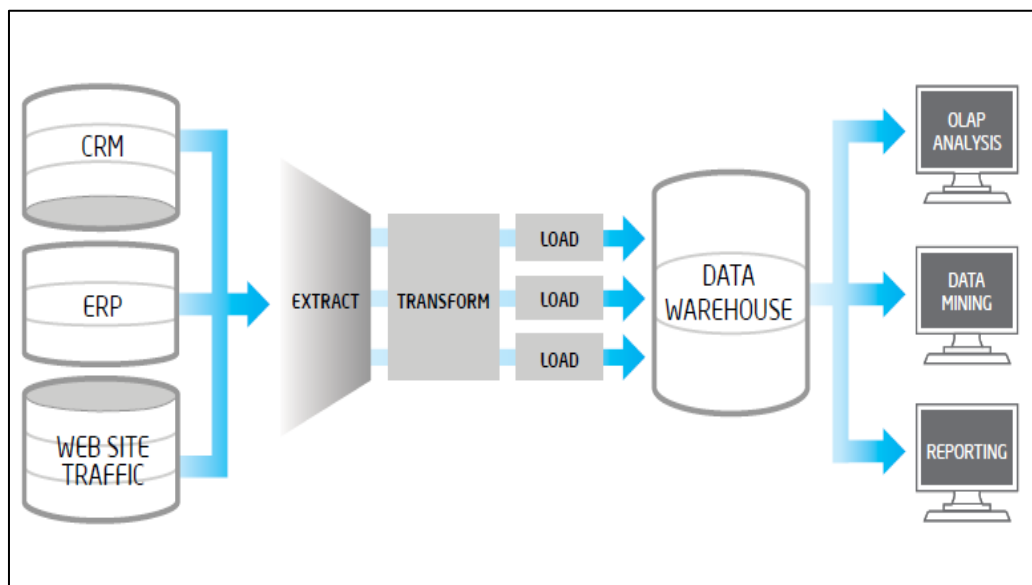 CRM
ERP
WEB SITE
TRAFFIC
EXTRACT
TRANSFORM
LOAD
LOAD
LOAD
DATA
WAREHOUSE
OLAP
ANALYSIS
DATA
MINING
REPORTING